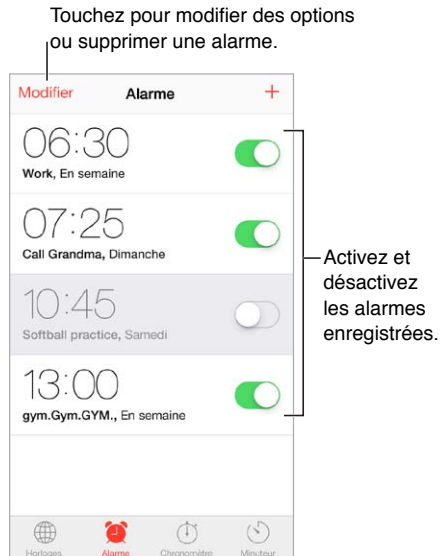 Touchez pour modifier des options
ou supprimer une alarme.
Modifier Alarme +
06:30
Work, En semaine
07:25
Call Grandma, Dimanche
Activez et
désactivez
les alarmes
enregistrées.
10:45
Softball practice, Samedi
13:00
gym.Gym.GYM., En semaine
Horloges Alarme Chronomètre Minuteur